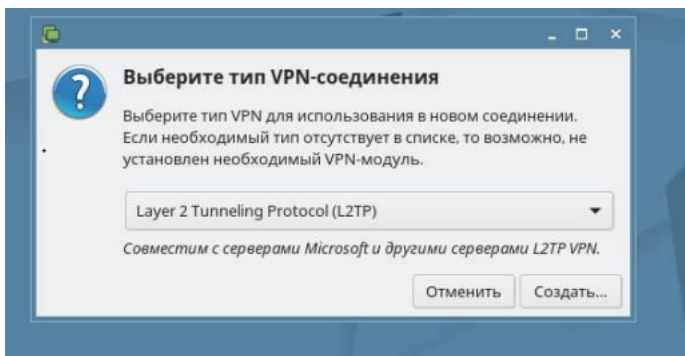 Выберите тип VPN-соединения
Выберите тип VPN для использования в новом соединении.
Если необходимый тип отсутствует в списке, то возможно, не
установлен необходимый VPN-модуль.
Layer 2 Tunneling Protocol (L2TP)
Совместим с серверами Microsoft и другими серверами L2TP VPN.
Отменить Создать...